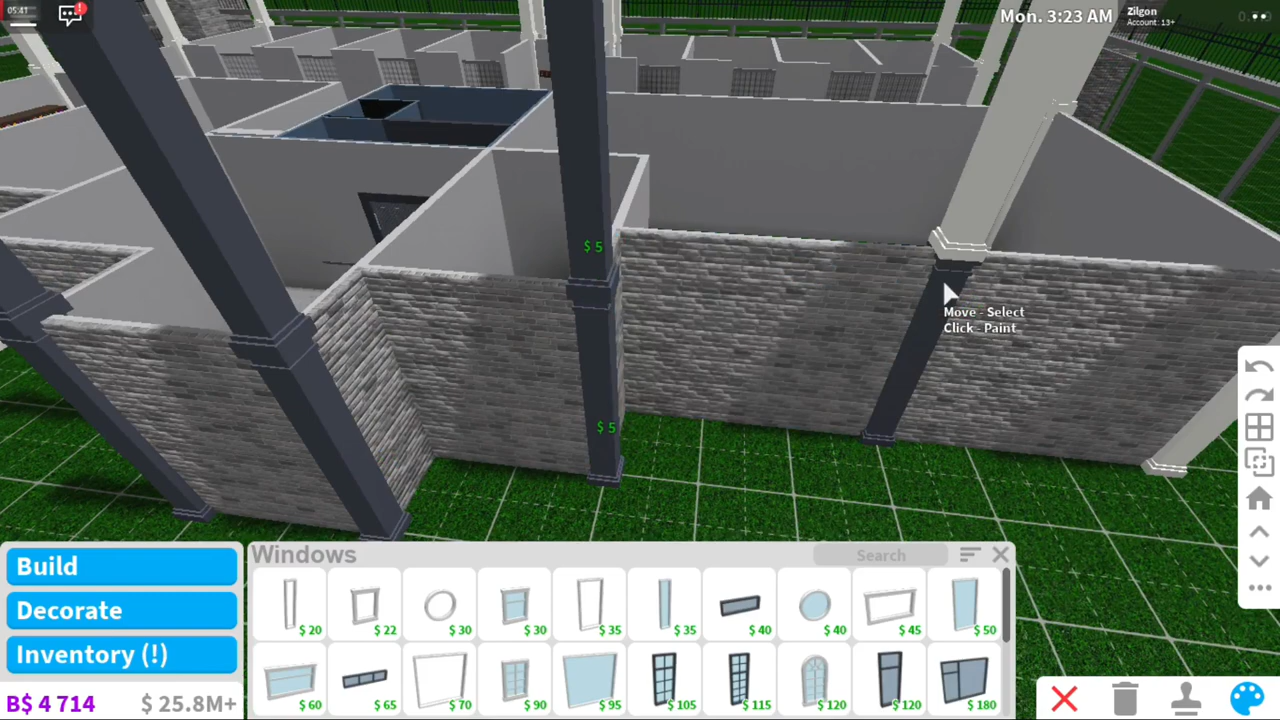 05:41
Mon. 3:23 AM
Zilgon
Account: 13+
$ 5
Move - Select
Click - Paint
$ 5
Build
Decorate
Inventory (!)
B$ 4 714 $ 25.8M+
Windows
Search
$ 20 $ 22 $ 30 $ 30 $ 35 $ 35 $ 40 $ 40 $ 45 $ 50
$ 60 $ 65 $ 70 $ 90 $ 95 $ 105 $ 115 $ 120 $ 120 $ 180